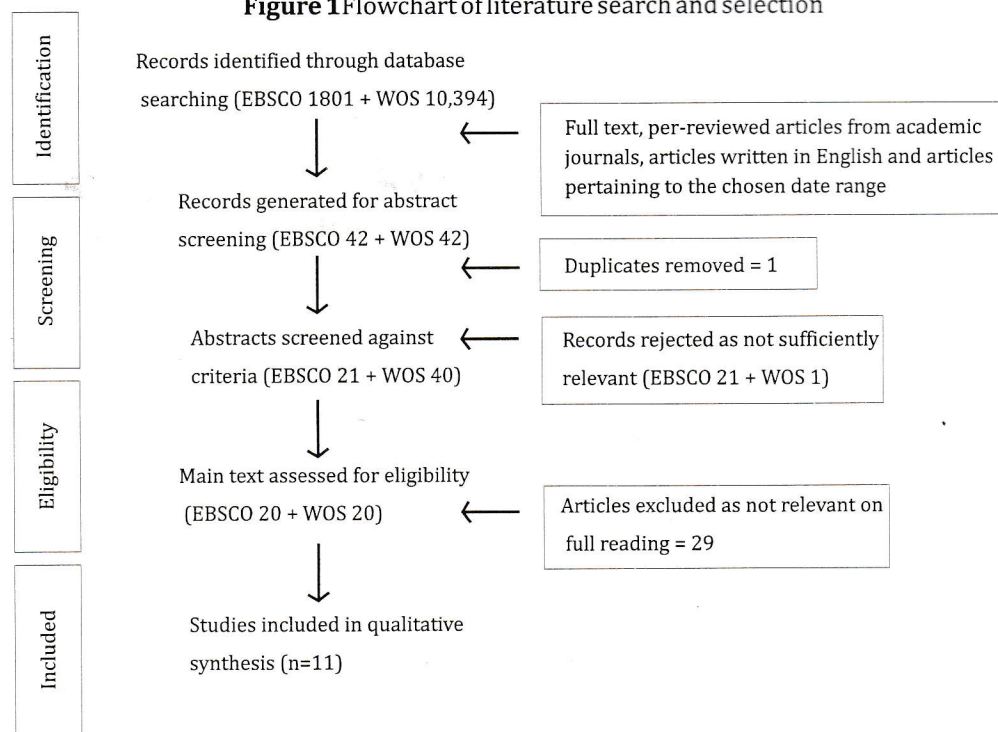 Figure 1 Flowchart of literature search and selection
Identification
Records identified through database
searching (EBSCO 1801 + WOS 10,394)
Full text, per-reviewed articles from academic
journals, articles written in English and articles
pertaining to the chosen date range
Screening
Records generated for abstract
screening (EBSCO 42 + WOS 42)
Duplicates removed = 1
Abstracts screened against
criteria (EBSCO 21 + WOS 40)
Records rejected as not sufficiently
relevant (EBSCO 21 + WOS 1)
Eligibility
Main text assessed for eligibility
(EBSCO 20 + WOS 20)
Articles excluded as not relevant on
full reading = 29
Included
Studies included in qualitative
synthesis (n=11)